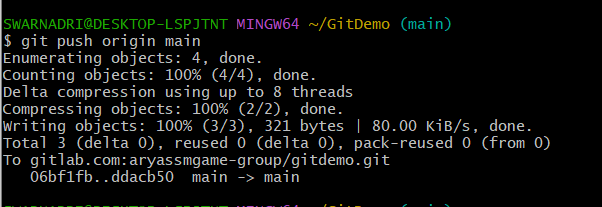 SWARNADRI@DESKTOP-LSPJTNT MINGW64 ~/GitDemo (main)
$ git push origin main
Enumerating objects: 4, done.
Counting objects: 100% (4/4), done.
Delta compression using up to 8 threads
Compressing objects: 100% (2/2), done.
Writing objects: 100% (3/3), 321 bytes | 80.00 KiB/s, done.
Total 3 (delta 0), reused 0 (delta 0), pack-reused 0 (from 0)
To gitlab.com:aryassmgame-group/gitdemo.git
   06bf1fb..ddacb50  main -> main